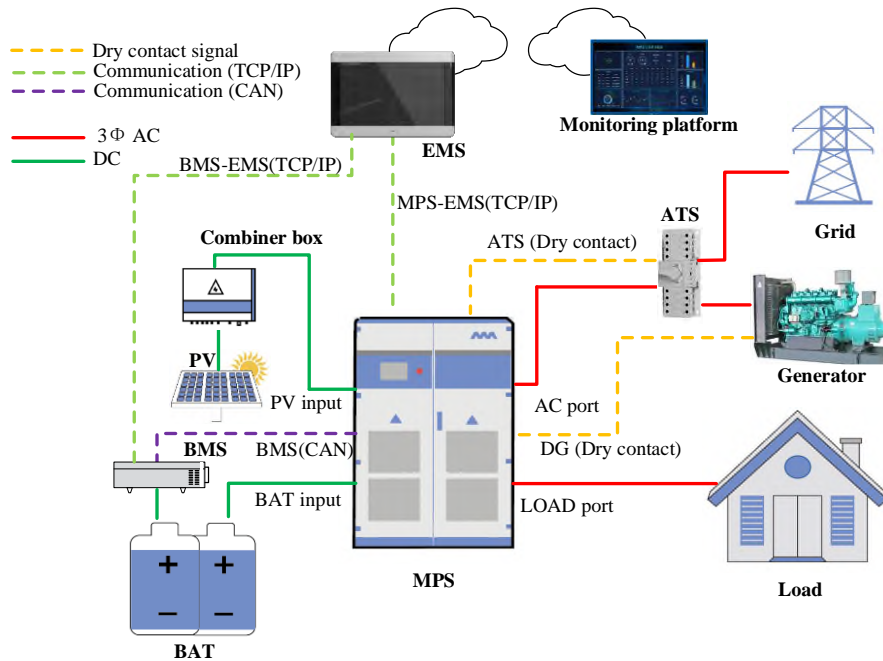 Dry contact signal
Communication (TCP/IP)
Communication (CAN)
3Φ AC
DC
EMS
Monitoring platform
BMS-EMS(TCP/IP)
MPS-EMS(TCP/IP)
ATS
Grid
ATS (Dry contact)
Combiner box
PV
PV input
AC port
Generator
BMS
BMS(CAN)
DG (Dry contact)
BAT input
LOAD port
MPS
Load
BAT